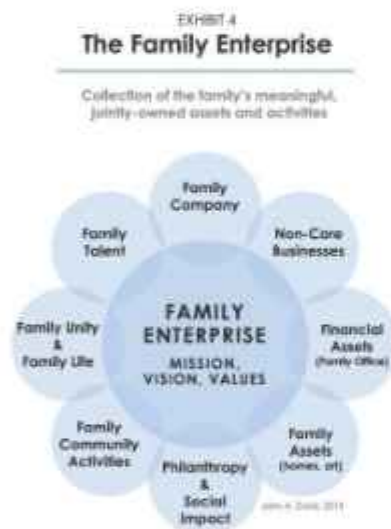 EXHIBIT 4
The Family Enterprise
Collection of the family's meaningful,
jointly-owned assets and activities
Family
Company
Non-Core
Businesses
Financial
Assets
(Family Office)
Family
Assets
(homes, art)
Philanthropy
&
Social
Impact
Family
Community
Activities
Family Unity
&
Family Life
Family
Talent
FAMILY
ENTERPRISE
MISSION,
VISION, VALUES
John A. Davis